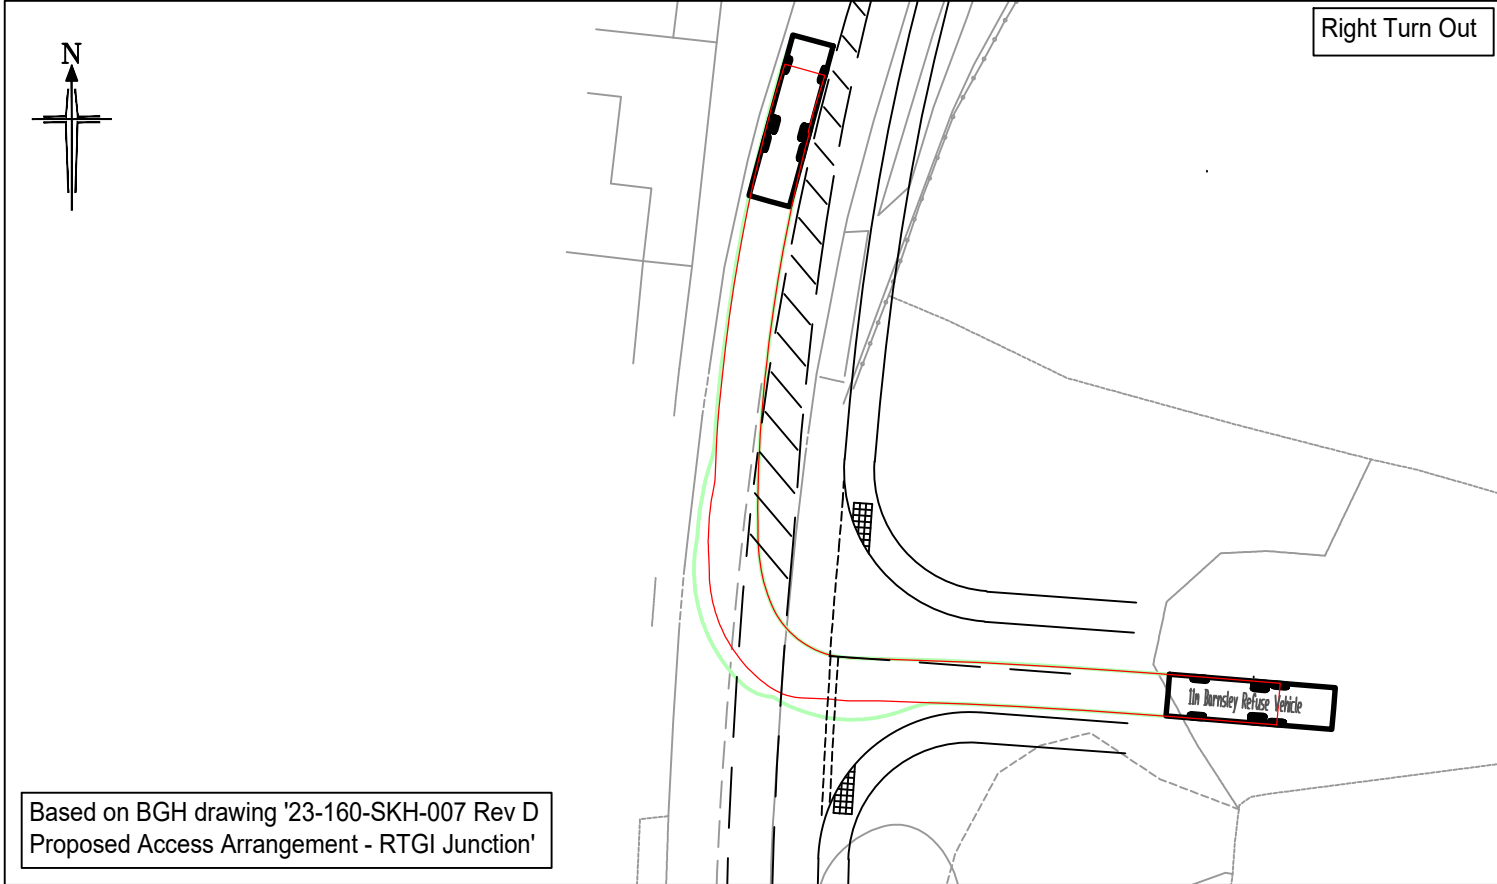 N
Right Turn Out
11m Barnsley Refuse Vehicle
Based on BGH drawing '23-160-SKH-007 Rev D
Proposed Access Arrangement - RTGI Junction'